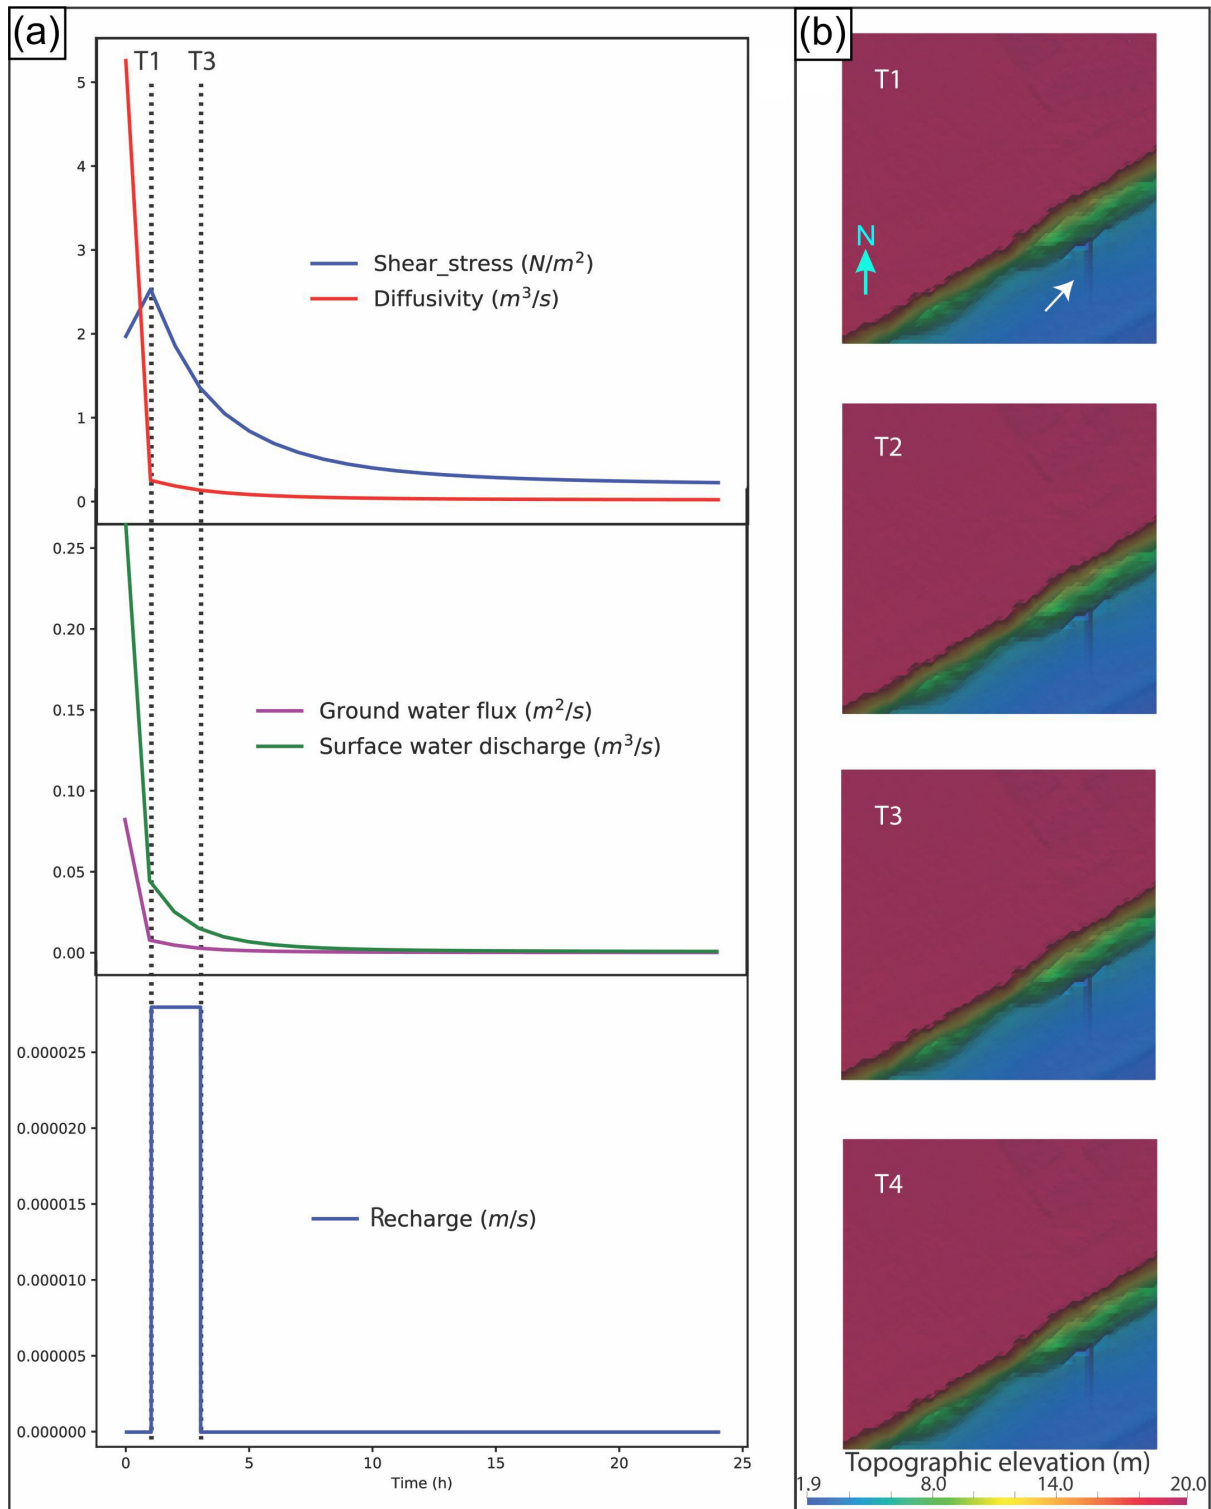 (a)
T1 T3
5
4
3
2
1
0
Shear_stress (N/m²)
Diffusivity (m³/s)
0.25
0.20
0.15
0.10
0.05
0.00
Ground water flux (m²/s)
Surface water discharge (m³/s)
0.000025
0.000020
0.000015
0.000010
0.000005
0.000000
Recharge (m/s)
0 5 10 15 20 25
Time (h)
(b)
T1
N
T2
T3
T4
Topographic elevation (m)
1.9 8.0 14.0 20.0